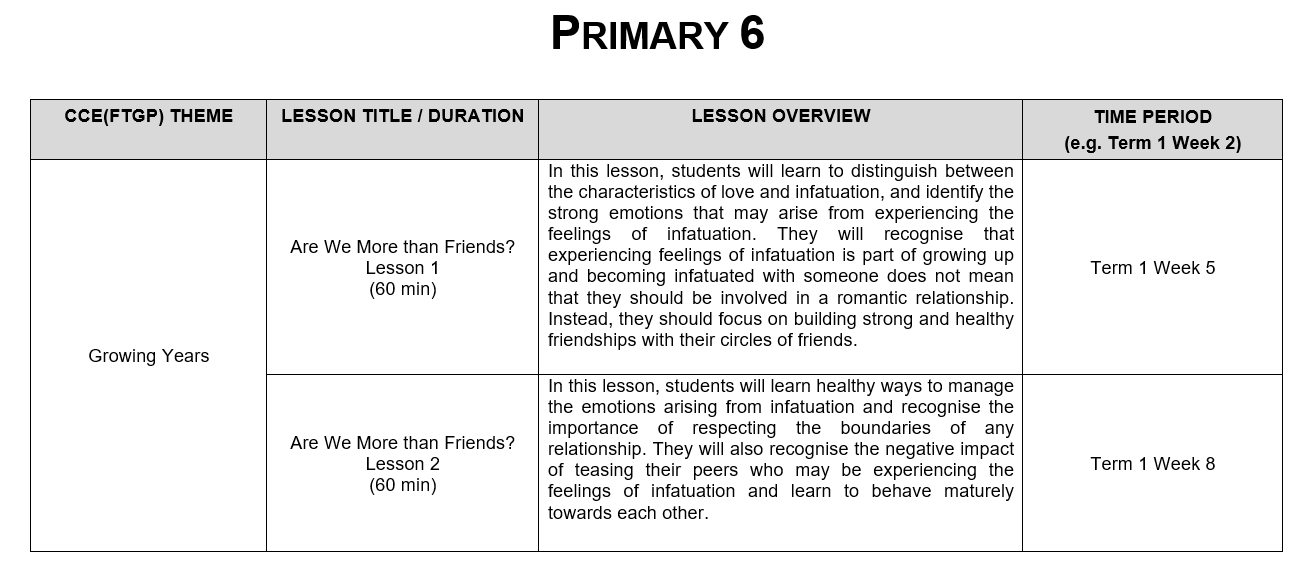 PRIMARY 6
CCE(FTGP) THEME
LESSON TITLE / DURATION
LESSON OVERVIEW
TIME PERIOD
(e.g. Term 1 Week 2)
Growing Years
Are We More than Friends?
Lesson 1
(60 min)
In this lesson, students will learn to distinguish between
the characteristics of love and infatuation, and identify the
strong emotions that may arise from experiencing the
feelings of infatuation. They will recognise that
experiencing feelings of infatuation is part of growing up
and becoming infatuated with someone does not mean
that they should be involved in a romantic relationship.
Instead, they should focus on building strong and healthy
friendships with their circles of friends.
Term 1 Week 5
Are We More than Friends?
Lesson 2
(60 min)
In this lesson, students will learn healthy ways to manage
the emotions arising from infatuation and recognise the
importance of respecting the boundaries of any
relationship. They will also recognise the negative impact
of teasing their peers who may be experiencing the
feelings of infatuation and learn to behave maturely
towards each other.
Term 1 Week 8